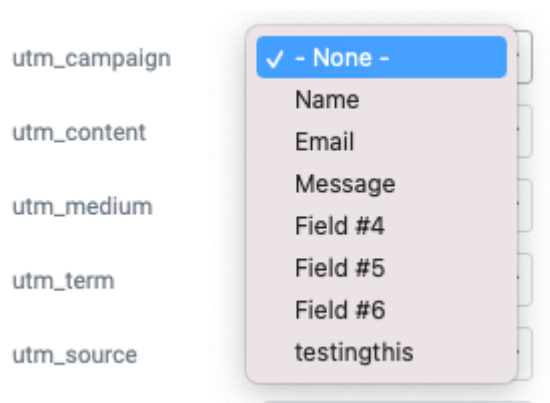 utm_campaign
✓ - None -
Name
Email
utm_content
Message
utm_medium
Field #4
Field #5
utm_term
Field #6
testingthis
utm_source